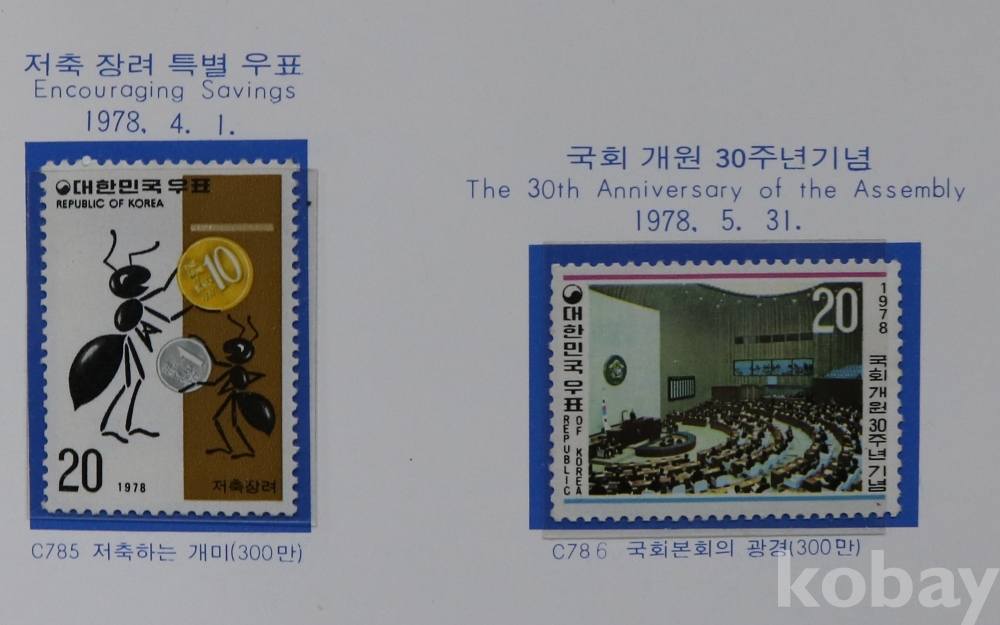 저축 장려 특별 우표
Encouraging Savings
1978. 4. 1.
대한민국우표
REPUBLIC OF KOREA
10
20
1978
저축장려
C785 저축하는 개미(300만)
국회 개원 30주년기념
The 30th Anniversary of the Assembly
1978. 5. 31.
대한민국우표
REPUBLIC
OF KOREA
20
1978
국회개원30주년기념
C786 국회본회의 광경(300만)
kobay